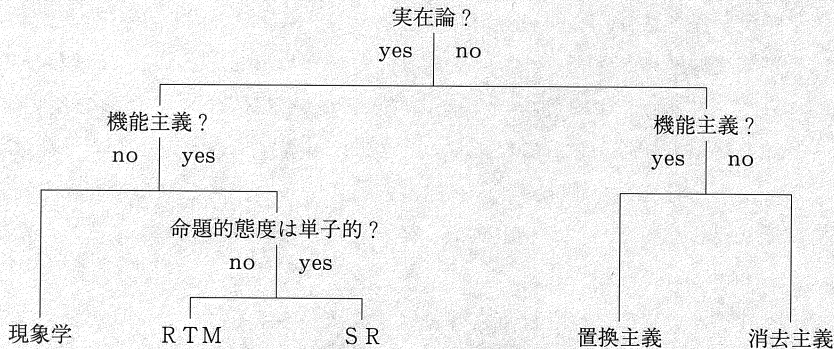 実在論？
yes no
機能主義？ 機能主義？
no yes yes no
命題的態度は単子的？
no yes
現象学 ＲＴＭ ＳＲ 置換主義 消去主義